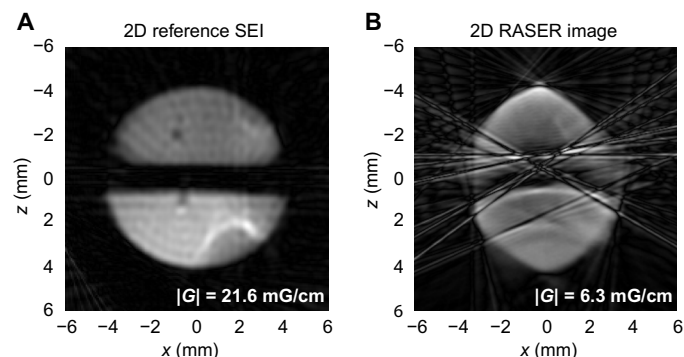 A
2D reference SEI
−6
−4
−2
0
2
4
6
z (mm)
|G| = 21.6 mG/cm
−6 −4 −2 0 2 4 6
x (mm)
B
2D RASER image
−6
−4
−2
0
2
4
6
z (mm)
|G| = 6.3 mG/cm
−6 −4 −2 0 2 4 6
x (mm)